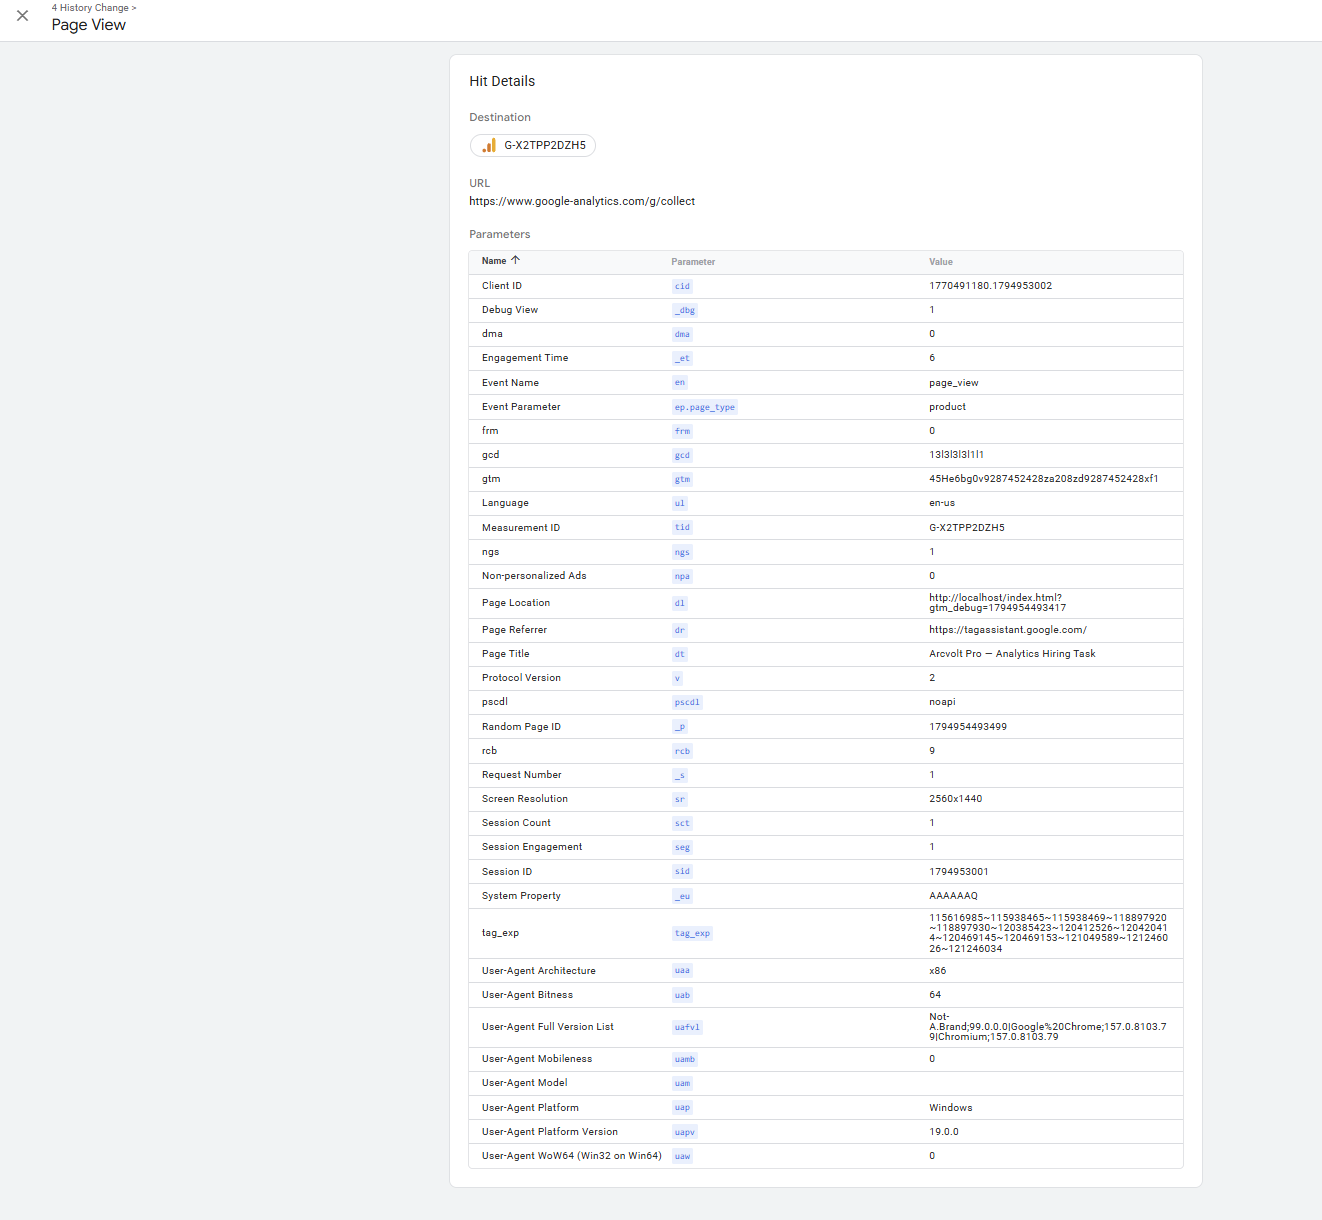 4 History Change >
Page View
Hit Details
Destination
G-X2TPP2DZH5
URL
https://www.google-analytics.com/g/collect
Parameters
Name Parameter Value
Client ID cid 1770491180.1794953002
Debug View _dbg 1
dma dma 0
Engagement Time _et 6
Event Name en page_view
Event Parameter ep.page_type product
frm frm 0
gcd gcd 13l3l3l3l1l1
gtm gtm 45He6bg0v9287452428za208zd9287452428xf1
Language ul en-us
Measurement ID tid G-X2TPP2DZH5
ngs ngs 1
Non-personalized Ads npa 0
Page Location dl http://localhost/index.html?
gtm_debug=1794954493417
Page Referrer dr https://tagassistant.google.com/
Page Title dt Arcvolt Pro — Analytics Hiring Task
Protocol Version v 2
pscdl pscdl noapi
Random Page ID _p 1794954493499
rcb rcb 9
Request Number _s 1
Screen Resolution sr 2560x1440
Session Count sct 1
Session Engagement seg 1
Session ID sid 1794953001
System Property _eu AAAAAAQ
tag_exp tag_exp 115616985~115938465~115938469~118897920
~118897930~120385423~120412526~12042041
4~120469145~120469153~121049589~1212460
26~121246034
User-Agent Architecture uaa x86
User-Agent Bitness uab 64
User-Agent Full Version List uafvl Not-
A.Brand;99.0.0.0|Google%20Chrome;157.0.8103.7
9|Chromium;157.0.8103.79
User-Agent Mobileness uamb 0
User-Agent Model uam
User-Agent Platform uap Windows
User-Agent Platform Version uapv 19.0.0
User-Agent WoW64 (Win32 on Win64) uaw 0